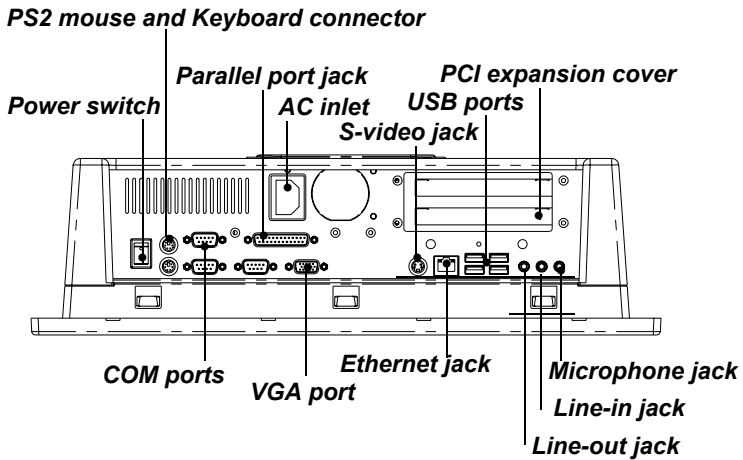 PS2 mouse and Keyboard connector
Parallel port jack
PCI expansion cover
Power switch
AC inlet
USB ports
S-video jack
COM ports
VGA port
Ethernet jack
Microphone jack
Line-in jack
Line-out jack